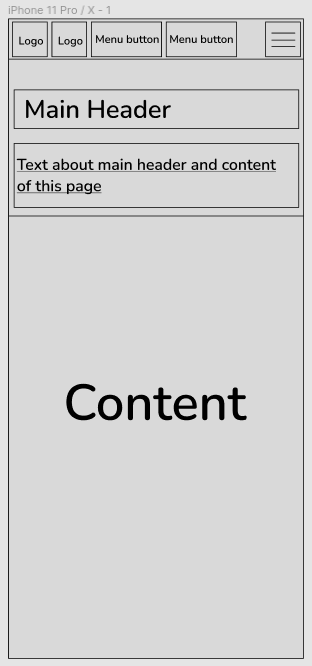 iPhone 11 Pro / X - 1
Logo
Logo
Menu button
Menu button
Main Header
Text about main header and content
of this page
Content